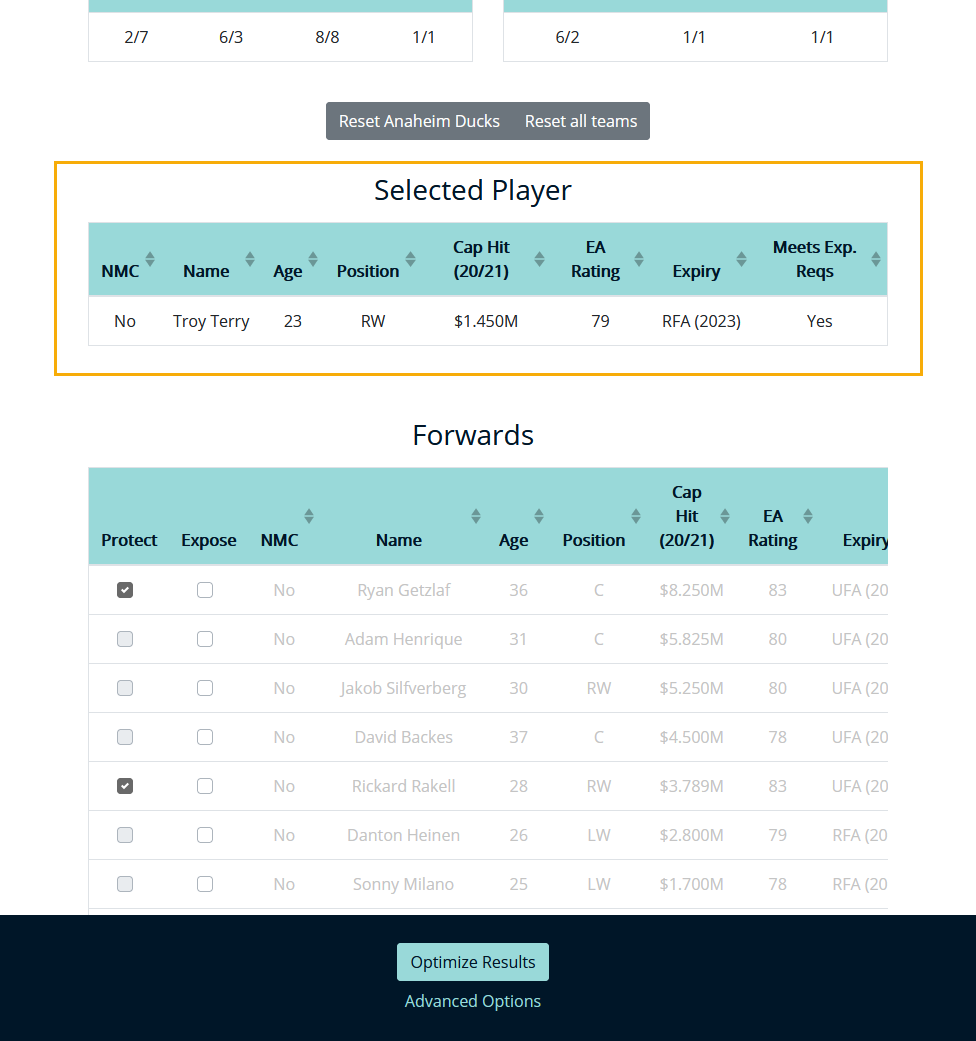 2/7 6/3 8/8 1/1 6/2 1/1 1/1
Reset Anaheim Ducks Reset all teams
Selected Player
NMC Name Age Position Cap Hit (20/21) EA Rating Expiry Meets Exp. Reqs
No Troy Terry 23 RW $1.450M 79 RFA (2023) Yes
Forwards
Protect Expose NMC Name Age Position Cap Hit (20/21) EA Rating Expiry
No Ryan Getzlaf 36 C $8.250M 83 UFA (20
No Adam Henrique 31 C $5.825M 80 UFA (20
No Jakob Silfverberg 30 RW $5.250M 80 UFA (20
No David Backes 37 C $4.500M 78 UFA (20
No Rickard Rakell 28 RW $3.789M 83 UFA (20
No Danton Heinen 26 LW $2.800M 79 RFA (20
No Sonny Milano 25 LW $1.700M 78 RFA (20
Optimize Results
Advanced Options